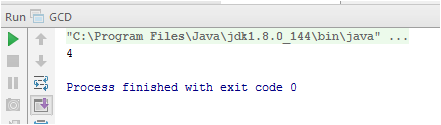 Run GCD
"C:\Program Files\Java\jdk1.8.0_144\bin\java" ...
4
Process finished with exit code 0